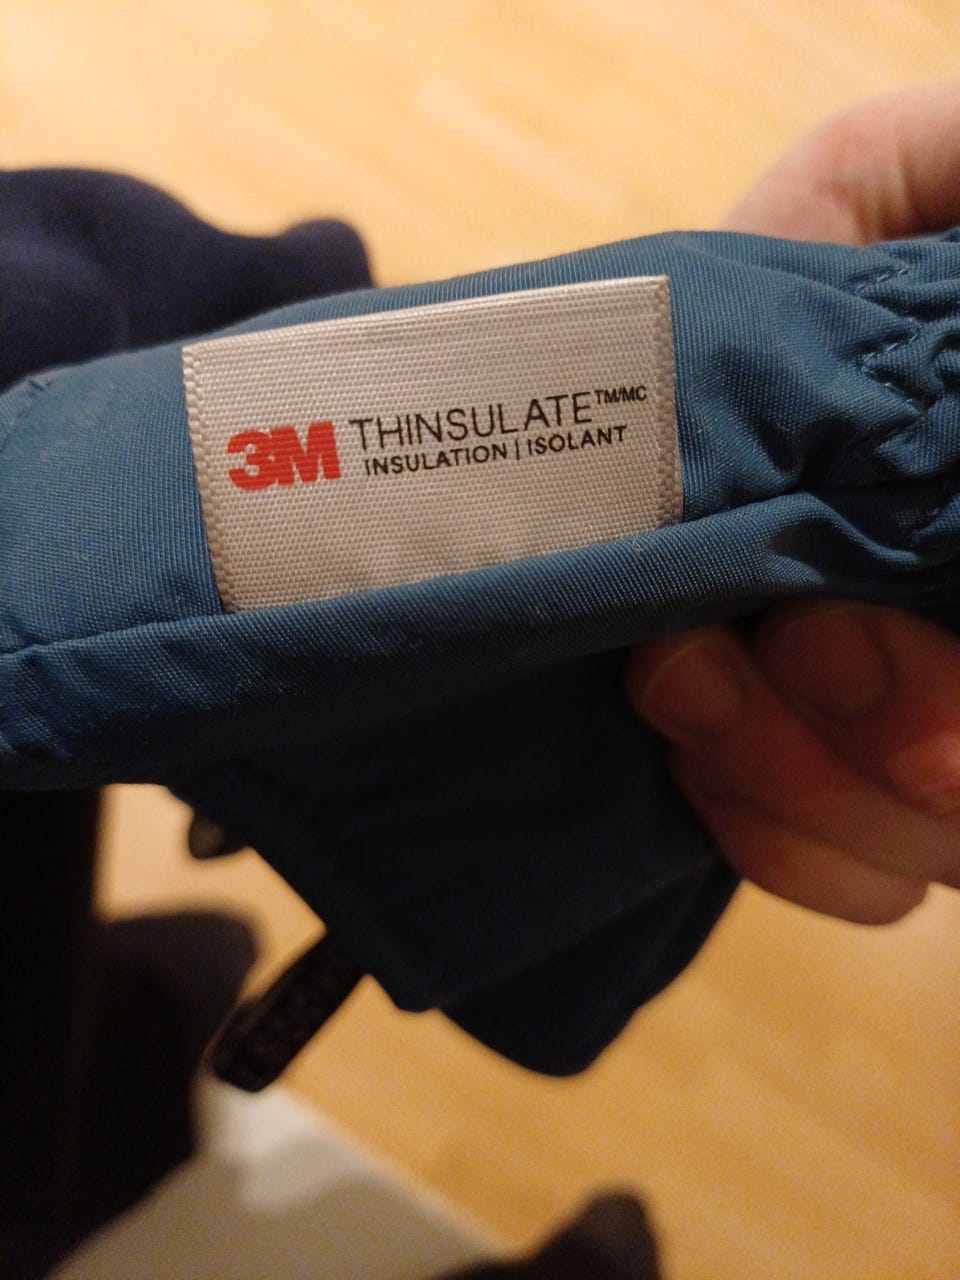 3M THINSULATE™/MC
INSULATION | ISOLANT